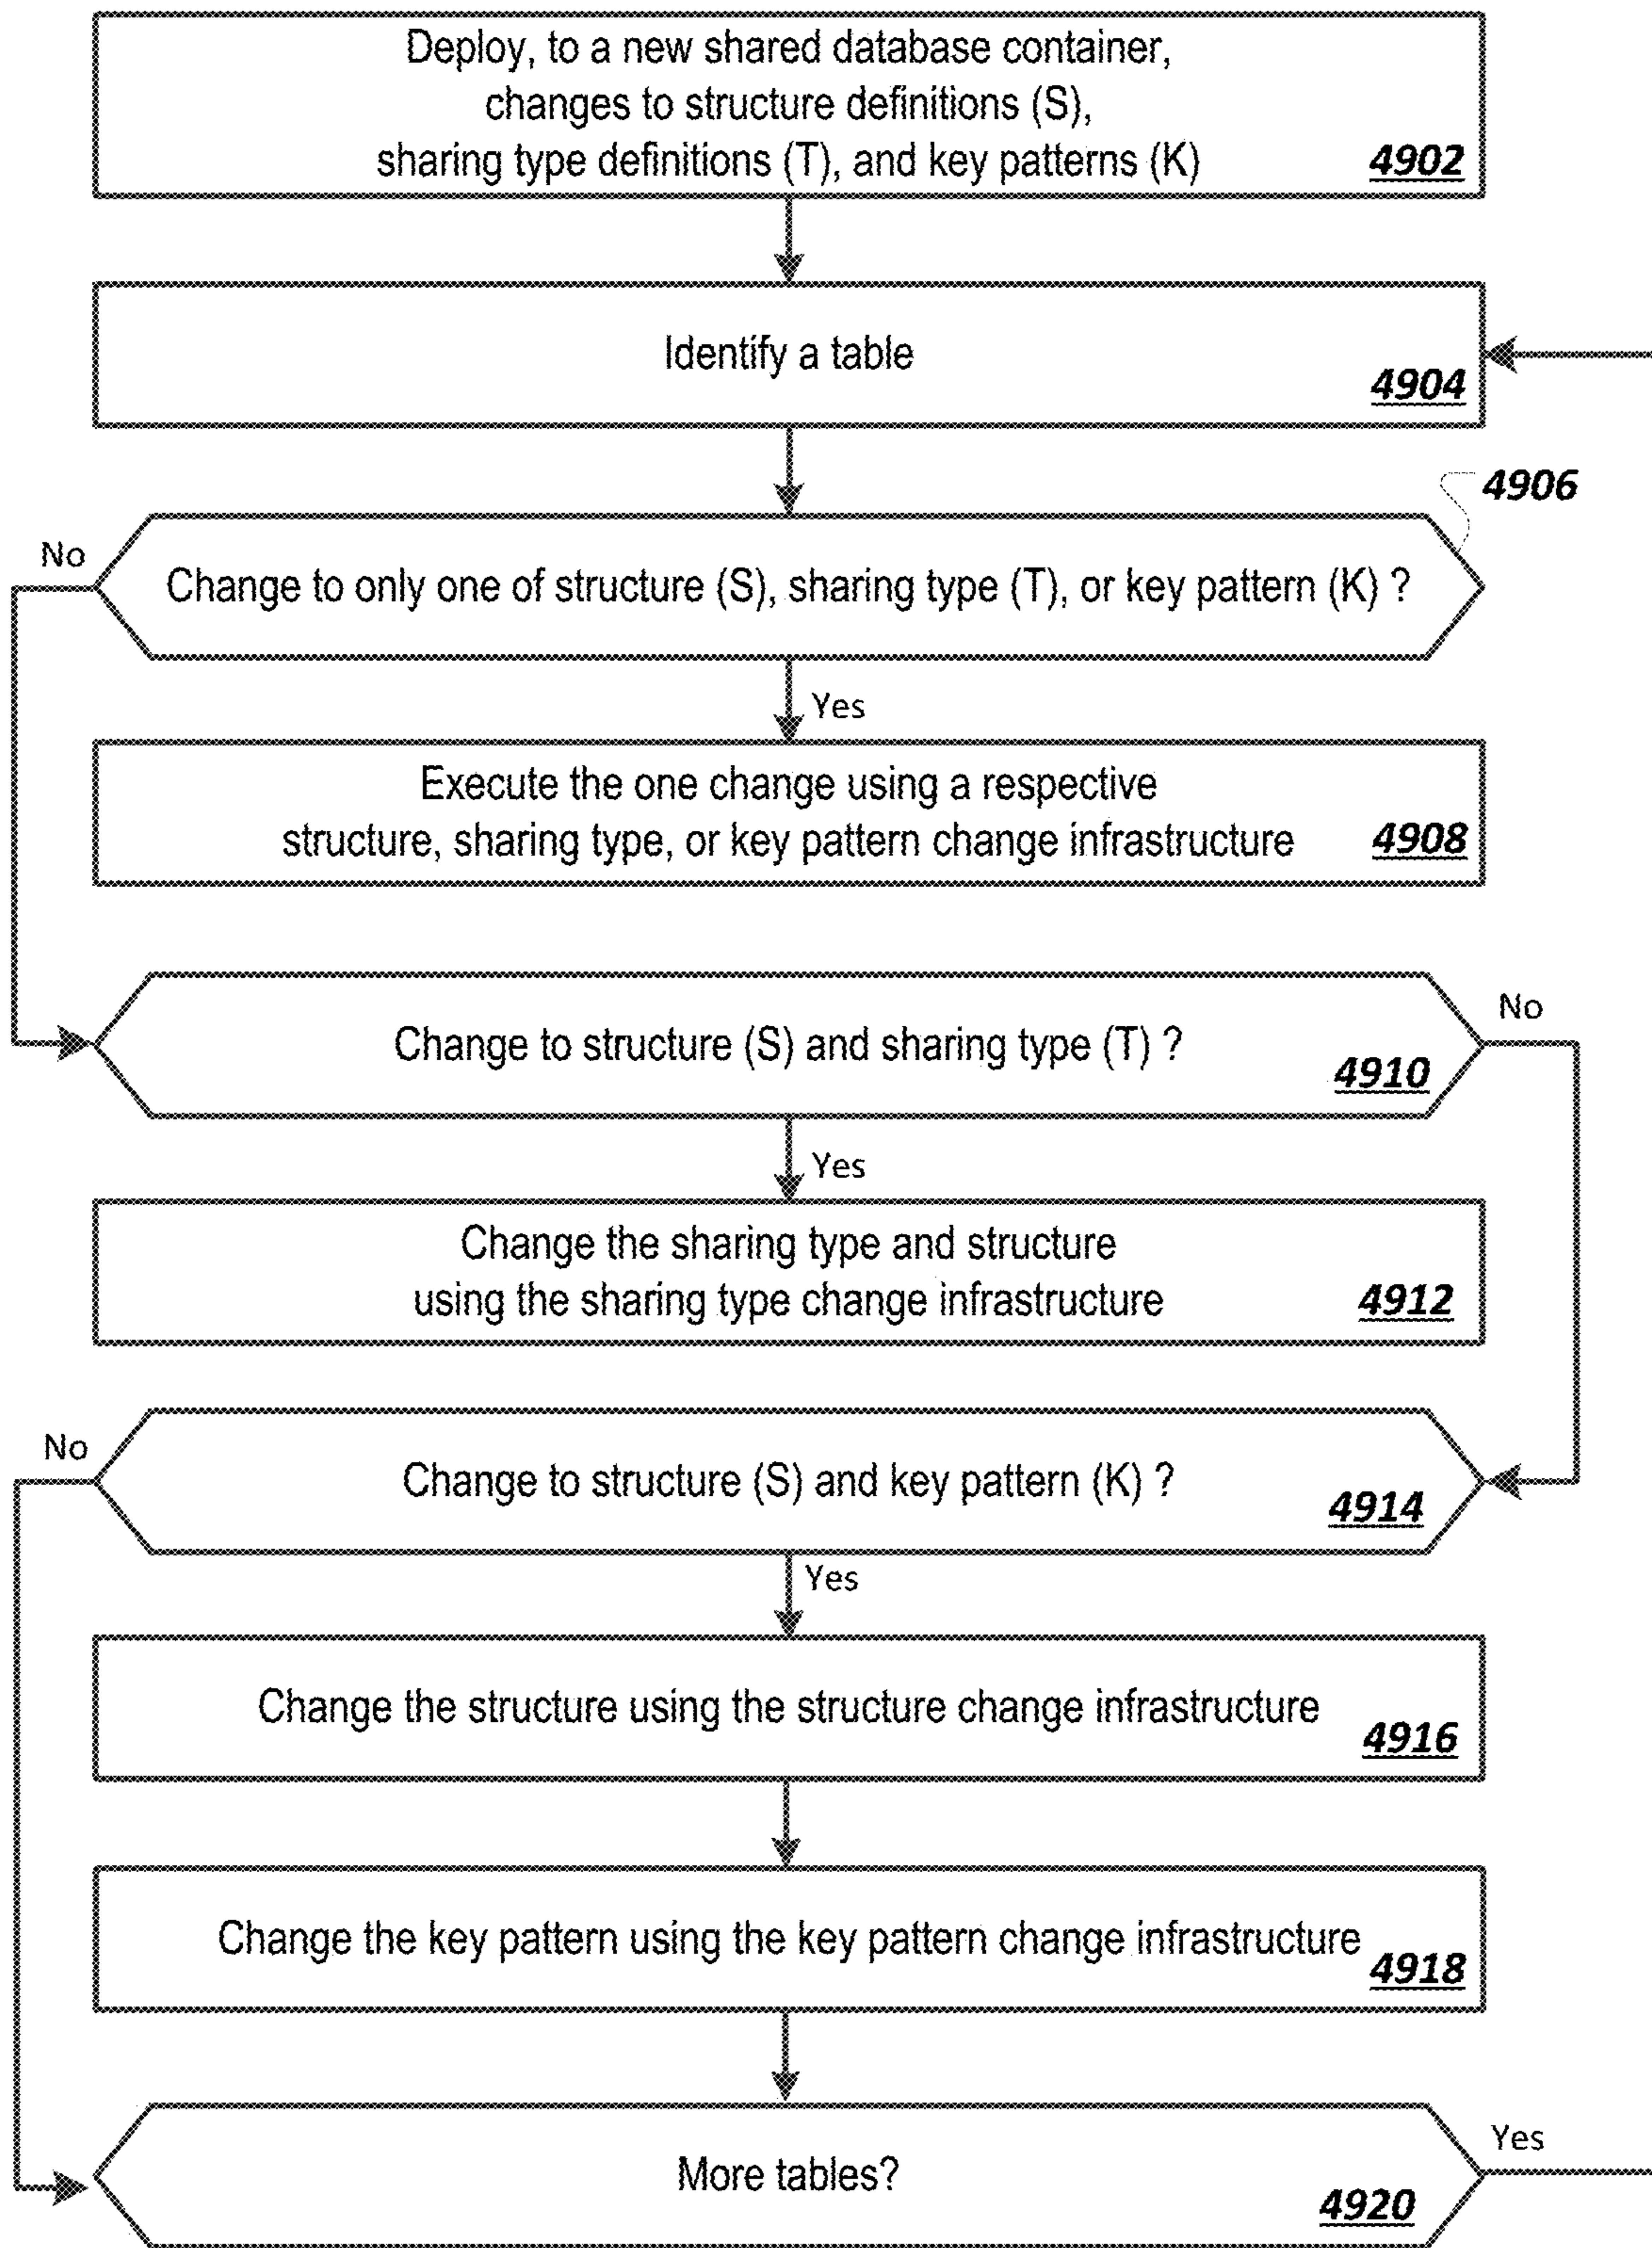 Deploy, to a new shared database container,
changes to structure definitions (S),
sharing type definitions (T), and key patterns (K)
4902
Identify a table
4904
4906
No
Change to only one of structure (S), sharing type (T), or key pattern (K) ?
Yes
Execute the one change using a respective
structure, sharing type, or key pattern change infrastructure
4908
No
Change to structure (S) and sharing type (T) ?
4910
Yes
Change the sharing type and structure
using the sharing type change infrastructure
4912
No
Change to structure (S) and key pattern (K) ?
4914
Yes
Change the structure using the structure change infrastructure
4916
Change the key pattern using the key pattern change infrastructure
4918
Yes
More tables?
4920